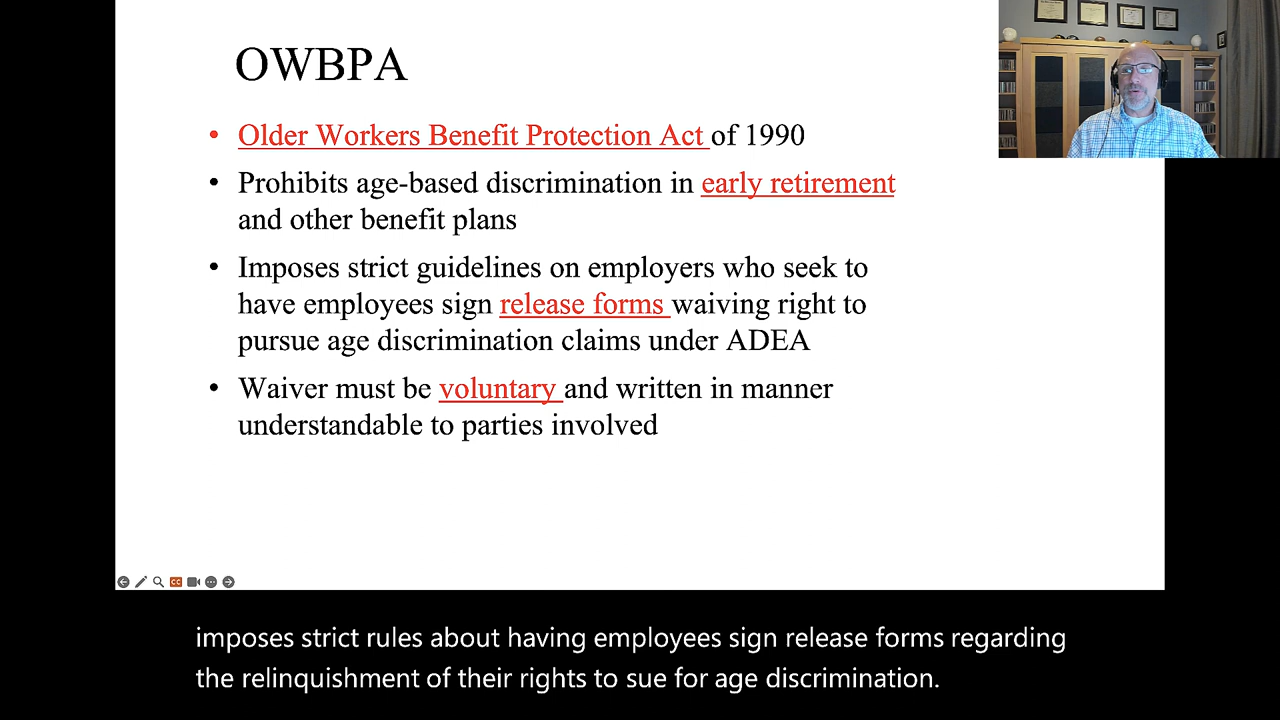 OWBPA
• Older Workers Benefit Protection Act of 1990
• Prohibits age-based discrimination in early retirement
and other benefit plans
• Imposes strict guidelines on employers who seek to
have employees sign release forms waiving right to
pursue age discrimination claims under ADEA
• Waiver must be voluntary and written in manner
understandable to parties involved
CC
imposes strict rules about having employees sign release forms regarding
the relinquishment of their rights to sue for age discrimination.